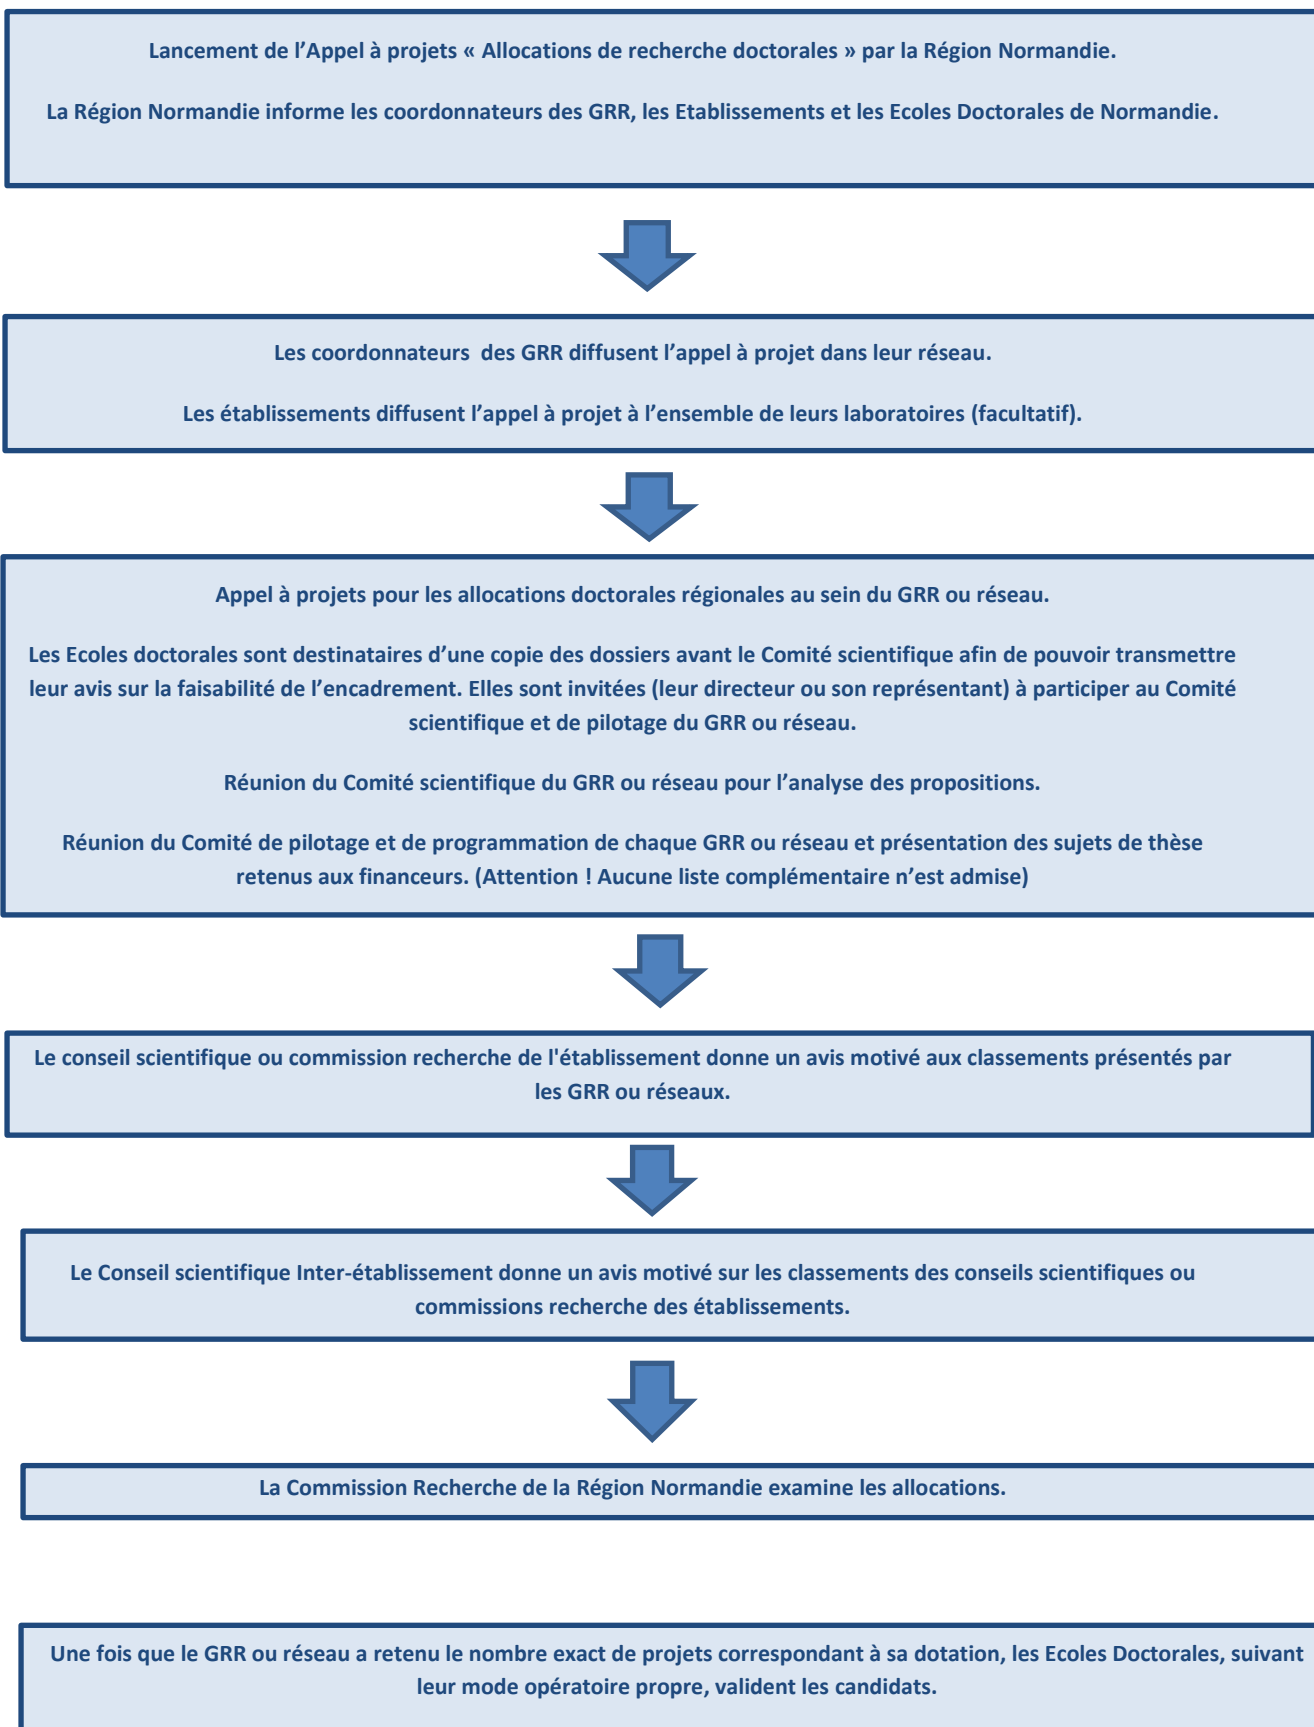 Lancement de l’Appel à projets « Allocations de recherche doctorales » par la Région Normandie.
La Région Normandie informe les coordonnateurs des GRR, les Etablissements et les Ecoles Doctorales de Normandie.
Les coordonnateurs  des GRR diffusent l’appel à projet dans leur réseau.
Les établissements diffusent l’appel à projet à l’ensemble de leurs laboratoires (facultatif).
Appel à projets pour les allocations doctorales régionales au sein du GRR ou réseau.
Les Ecoles doctorales sont destinataires d’une copie des dossiers avant le Comité scientifique afin de pouvoir transmettre
leur avis sur la faisabilité de l’encadrement. Elles sont invitées (leur directeur ou son représentant) à participer au Comité
scientifique et de pilotage du GRR ou réseau.
Réunion du Comité scientifique du GRR ou réseau pour l’analyse des propositions.
Réunion du Comité de pilotage et de programmation de chaque GRR ou réseau et présentation des sujets de thèse
retenus aux financeurs. (Attention ! Aucune liste complémentaire n’est admise)
Le conseil scientifique ou commission recherche de l'établissement donne un avis motivé aux classements présentés par
les GRR ou réseaux.
Le Conseil scientifique Inter-établissement donne un avis motivé sur les classements des conseils scientifiques ou
commissions recherche des établissements.
La Commission Recherche de la Région Normandie examine les allocations.
Une fois que le GRR ou réseau a retenu le nombre exact de projets correspondant à sa dotation, les Ecoles Doctorales, suivant
leur mode opératoire propre, valident les candidats.